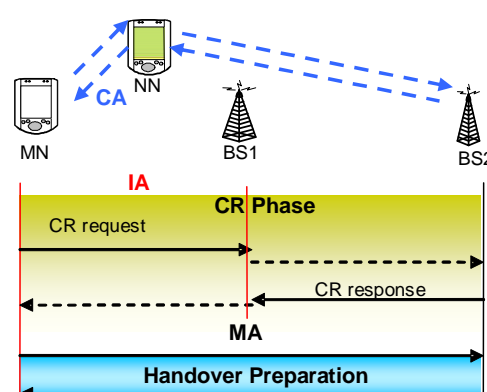 NN
CA
MN
BS1
BS2
IA
CR Phase
CR request
CR response
MA
Handover Preparation